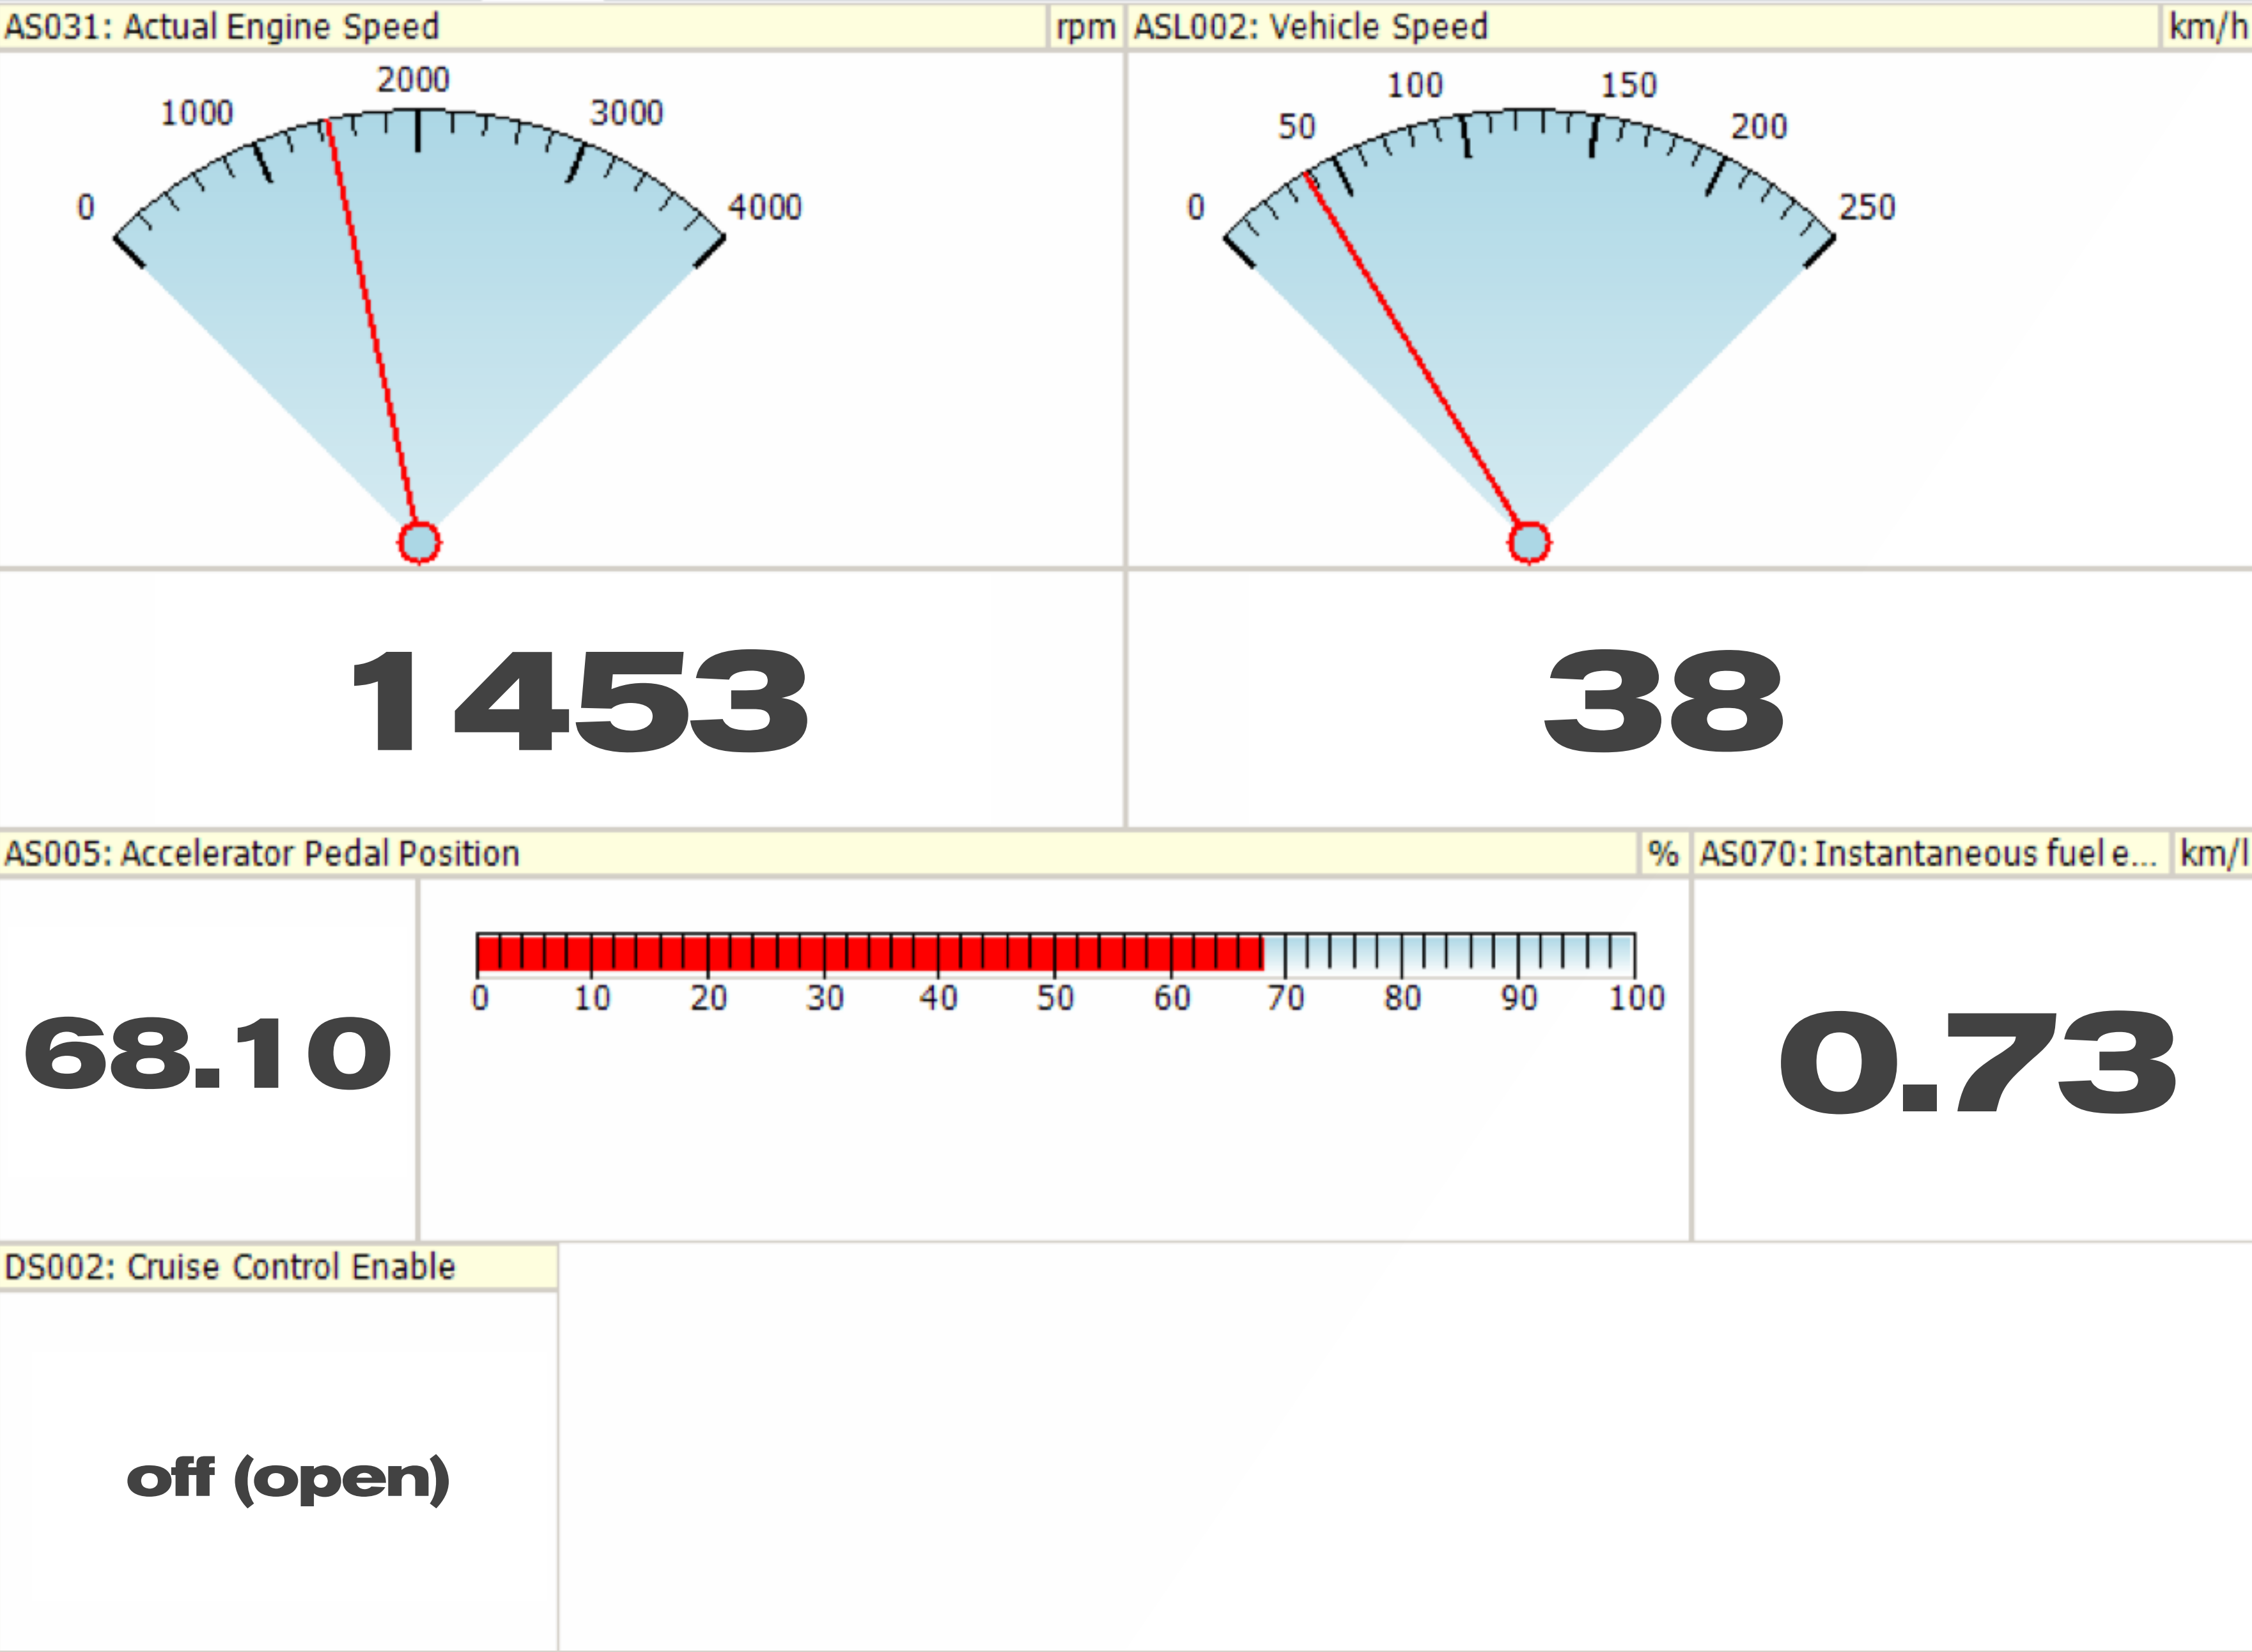 AS031: Actual Engine Speed rpm ASL002: Vehicle Speed km/h
0 1000 2000 3000 4000
0 50 100 150 200 250
1453 38
AS005: Accelerator Pedal Position % AS070: Instantaneous fuel e... km/l
0 10 20 30 40 50 60 70 80 90 100
68.10 0.73
DS002: Cruise Control Enable
off (open)